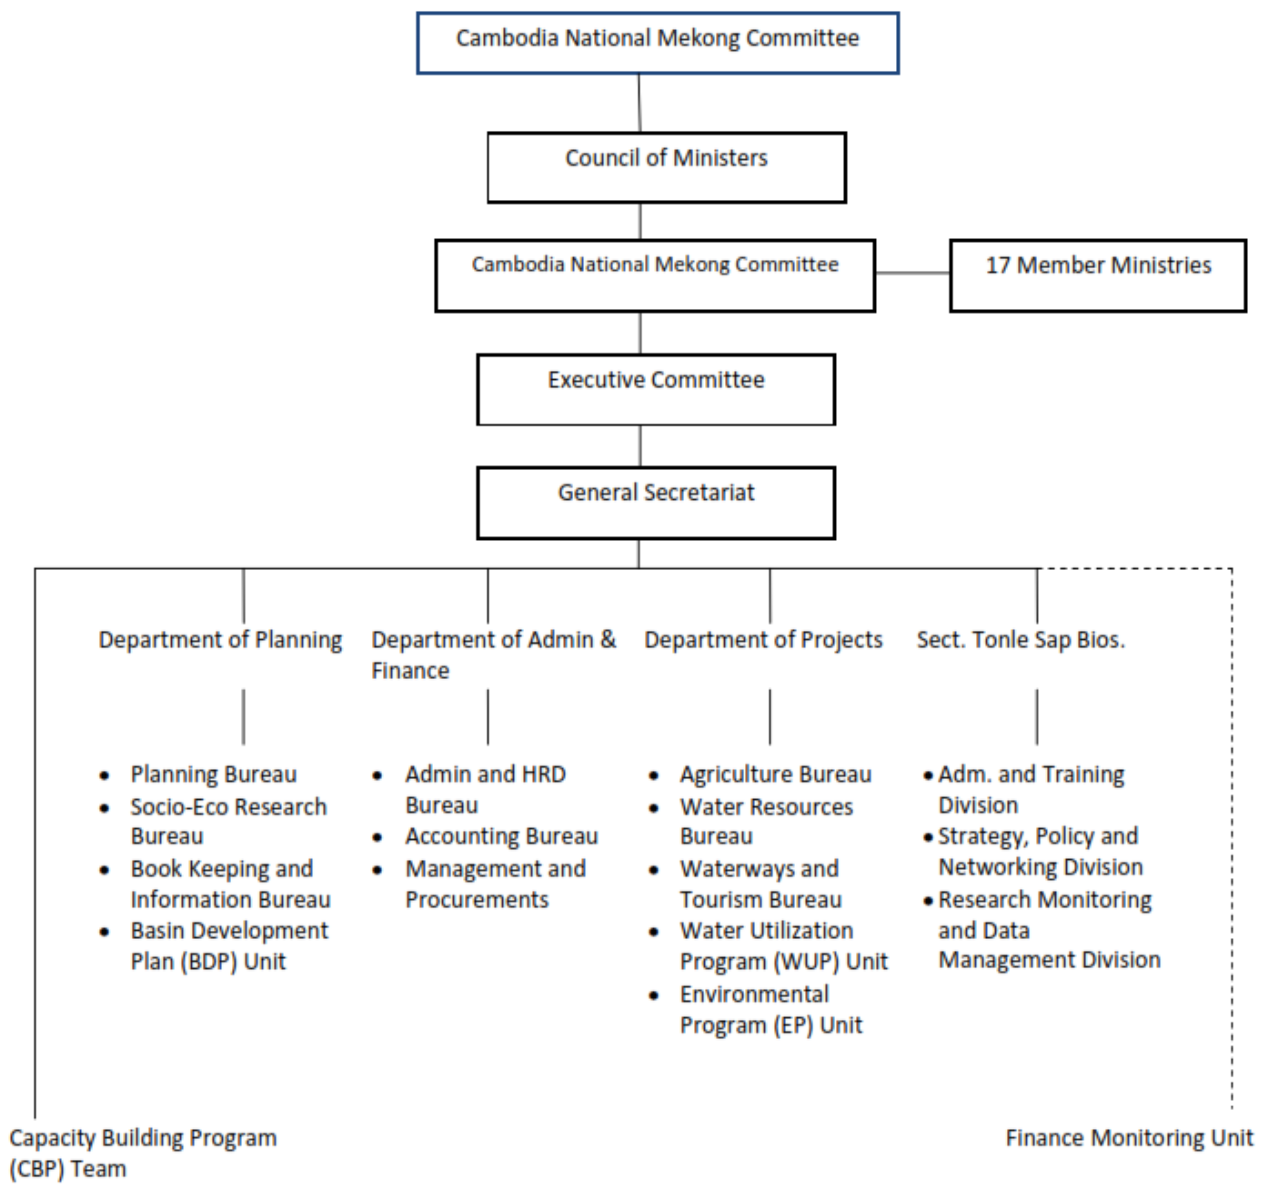 Cambodia National Mekong Committee
Council of Ministers
Cambodia National Mekong Committee
17 Member Ministries
Executive Committee
General Secretariat
Department of Planning
• Planning Bureau
• Socio-Eco Research
Bureau
• Book Keeping and
Information Bureau
• Basin Development
Plan (BDP) Unit
Department of Admin &
Finance
• Admin and HRD
Bureau
• Accounting Bureau
• Management and
Procurements
Department of Projects
• Agriculture Bureau
• Water Resources
Bureau
• Waterways and
Tourism Bureau
• Water Utilization
Program (WUP) Unit
• Environmental
Program (EP) Unit
Sect. Tonle Sap Bios.
• Adm. and Training
Division
• Strategy, Policy and
Networking Division
• Research Monitoring
and Data
Management Division
Capacity Building Program
(CBP) Team
Finance Monitoring Unit